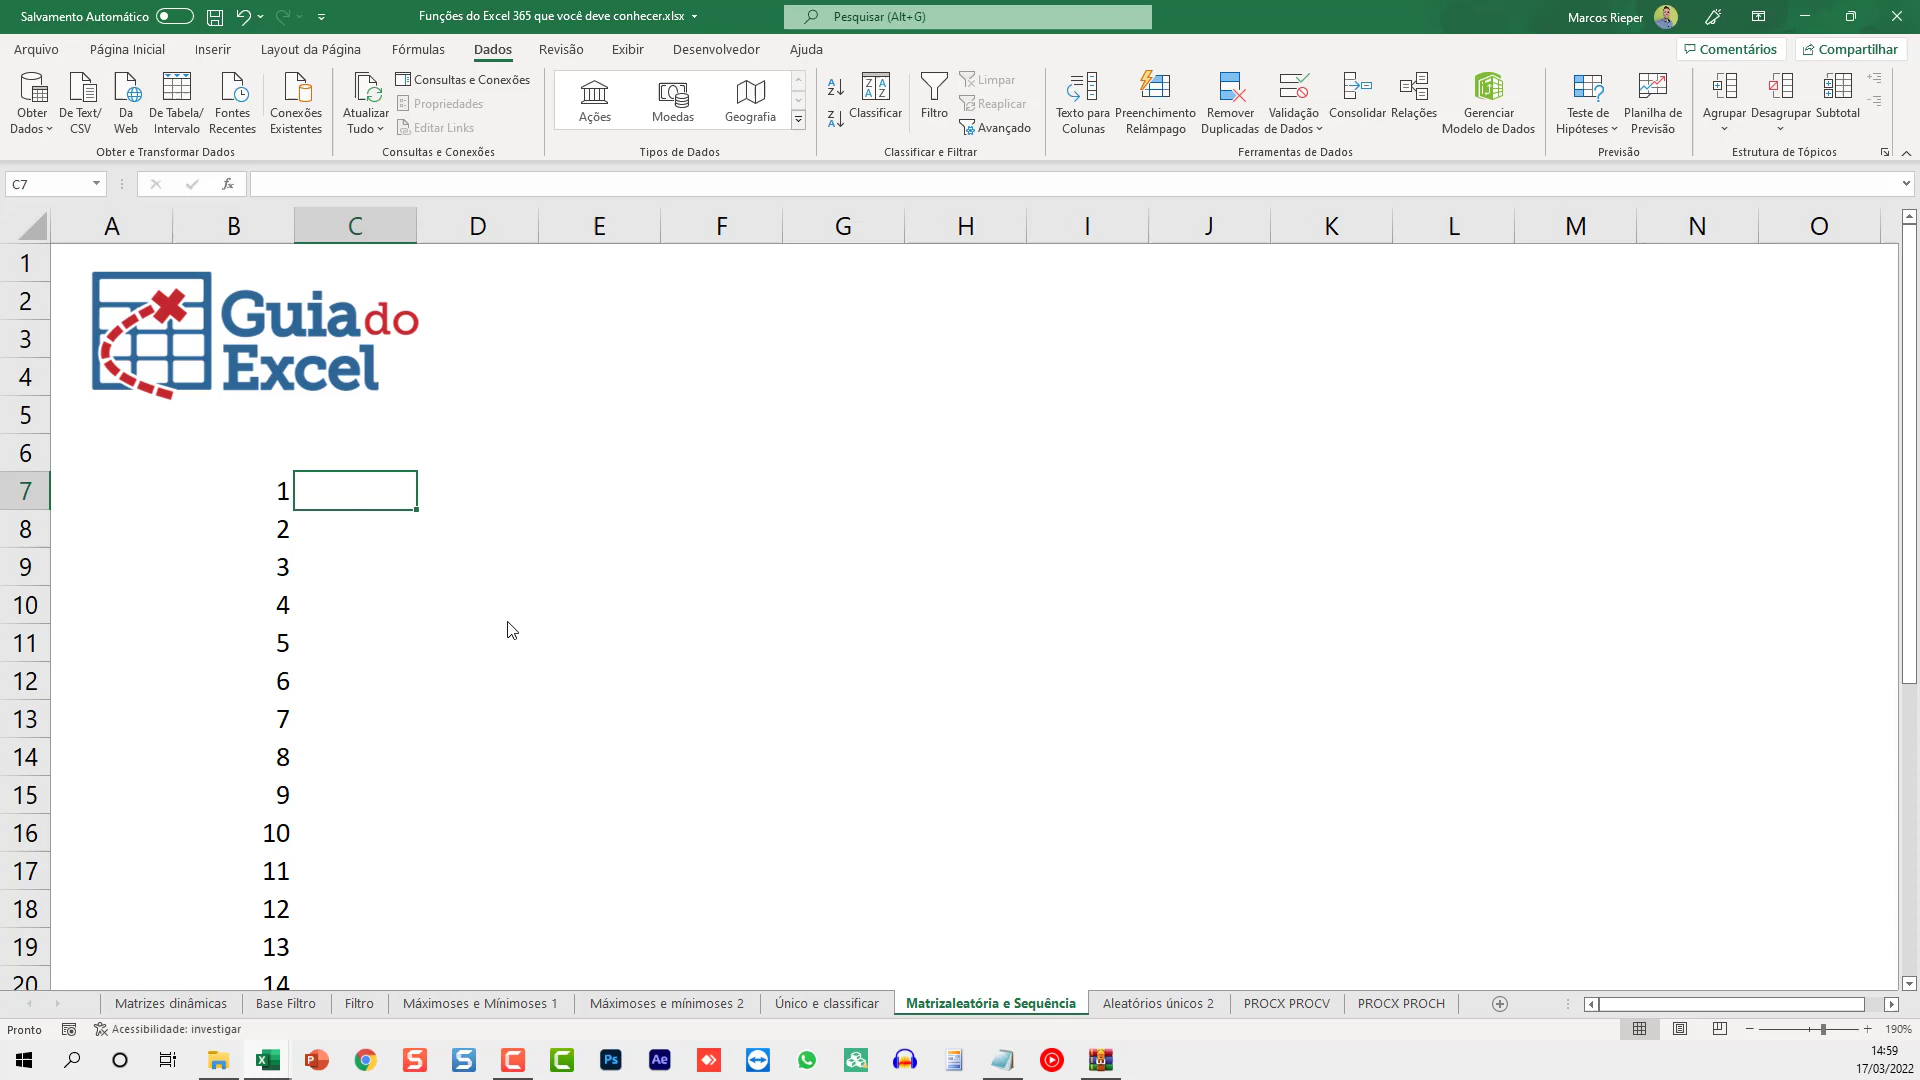 Salvamento Automático
Funções do Excel 365 que você deve conhecer.xlsx
Pesquisar (Alt+G)
Marcos Rieper
Arquivo Página Inicial Inserir Layout da Página Fórmulas Dados Revisão Exibir Desenvolvedor Ajuda
Comentários Compartilhar
Obter Dados
De Text/ CSV
Da Web
De Tabela/ Intervalo
Fontes Recentes
Conexões Existentes
Obter e Transformar Dados
Atualizar Tudo
Consultas e Conexões
Propriedades
Editar Links
Consultas e Conexões
Ações
Moedas
Geografia
Tipos de Dados
Classificar
Filtro
Limpar
Reaplicar
Avançado
Classificar e Filtrar
Texto para Colunas
Preenchimento Relâmpago
Remover Duplicadas
Validação de Dados
Consolidar
Relações
Gerenciar Modelo de Dados
Ferramentas de Dados
Teste de Hipóteses
Planilha de Previsão
Previsão
Agrupar
Desagrupar
Subtotal
Estrutura de Tópicos
C7
fx
A B C D E F G H I J K L M N O
1
2
3
4
5
6
Guia do
Excel
7 1
8 2
9 3
10 4
11 5
12 6
13 7
14 8
15 9
16 10
17 11
18 12
19 13
20 14
Matrizes dinâmicas Base Filtro Filtro Máximoses e Mínimoses 1 Máximoses e mínimoses 2 Único e classificar Matrizaleatória e Sequência Aleatórios únicos 2 PROCX PROCV PROCX PROCH
Pronto Acessibilidade: investigar 190%
14:59
17/03/2022